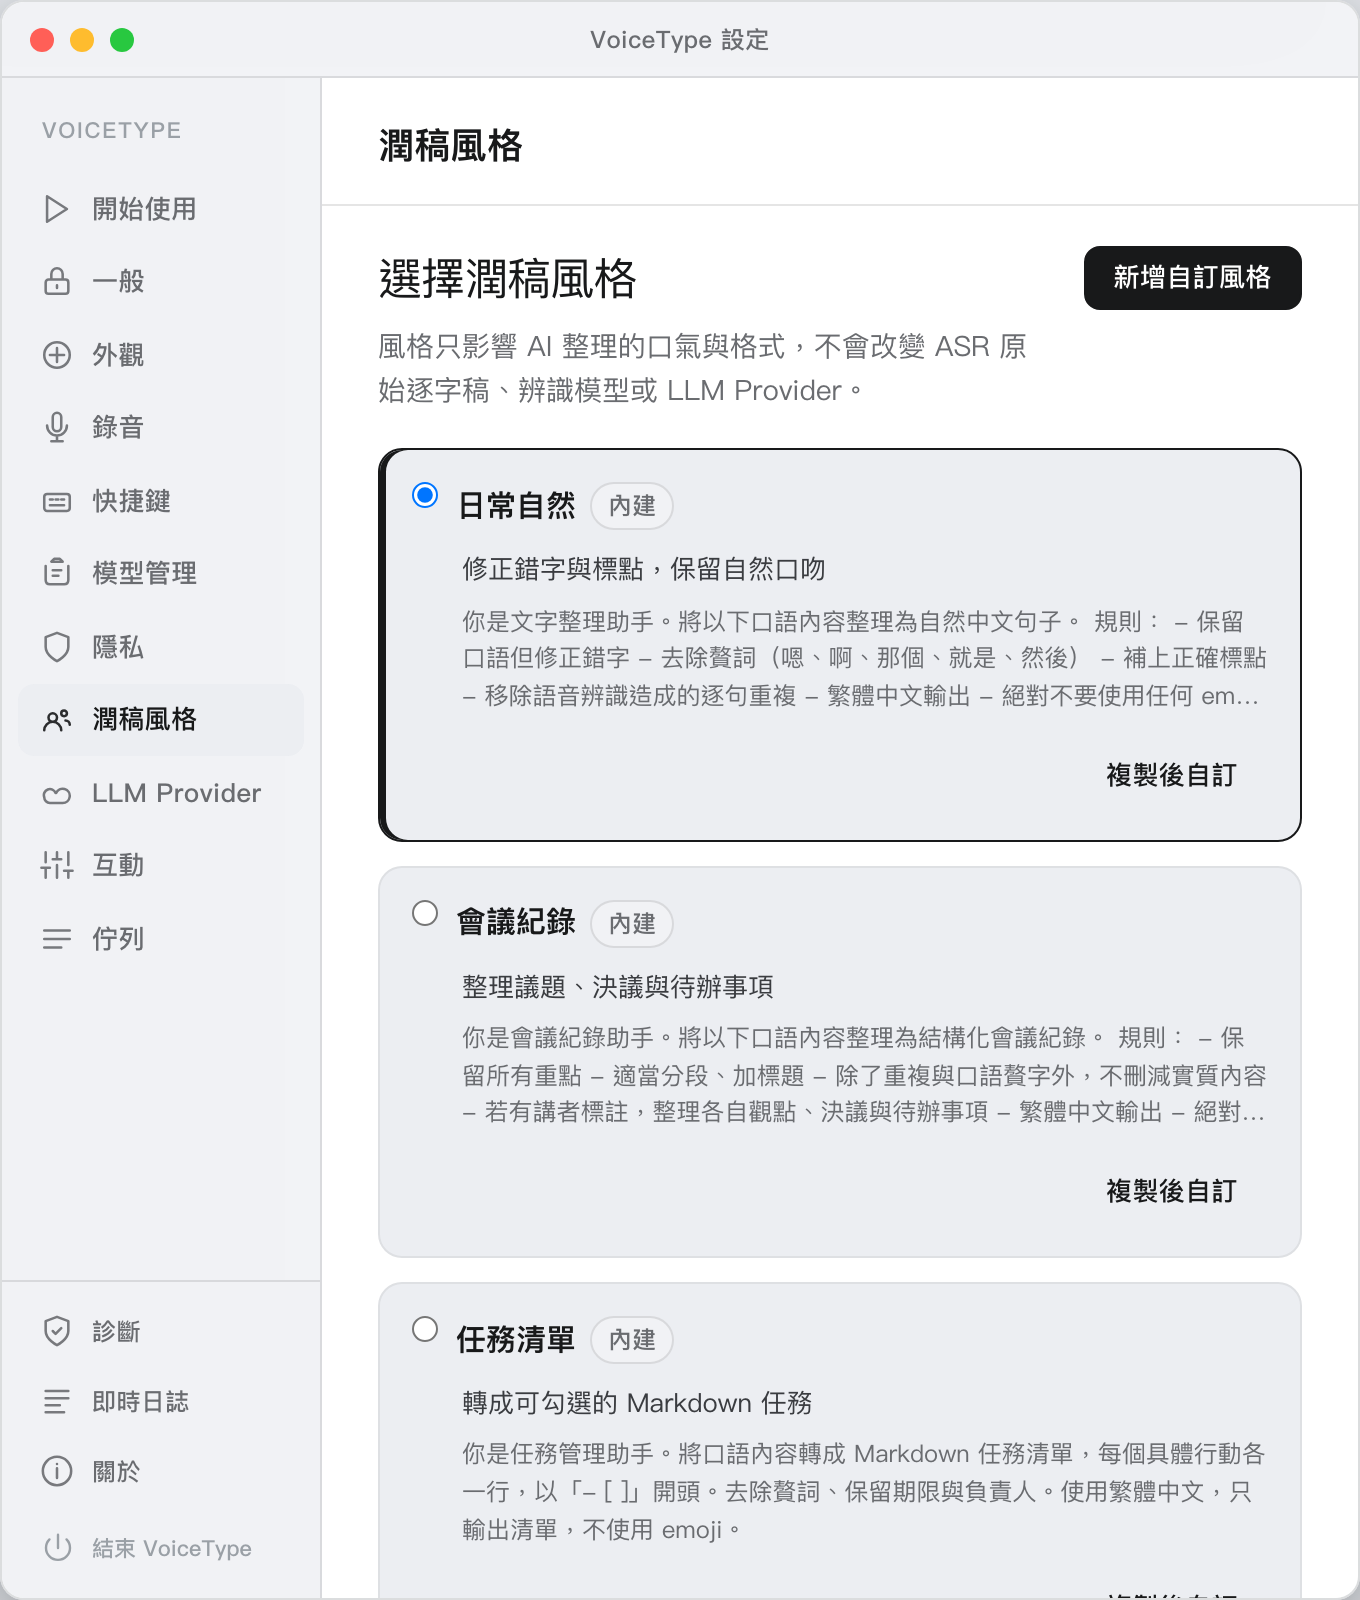 VoiceType 設定
VOICETYPE
開始使用
一般
外觀
錄音
快捷鍵
模型管理
隱私
潤稿風格
LLM Provider
互動
佇列
診斷
即時日誌
關於
結束 VoiceType
潤稿風格
選擇潤稿風格
新增自訂風格
風格只影響 AI 整理的口氣與格式，不會改變 ASR 原
始逐字稿、辨識模型或 LLM Provider。
日常自然 內建
修正錯字與標點，保留自然口吻
你是文字整理助手。將以下口語內容整理為自然中文句子。 規則： – 保留
口語但修正錯字 – 去除贅詞（嗯、啊、那個、就是、然後） – 補上正確標點
– 移除語音辨識造成的逐句重複 – 繁體中文輸出 – 絕對不要使用任何 em...
複製後自訂
會議紀錄 內建
整理議題、決議與待辦事項
你是會議紀錄助手。將以下口語內容整理為結構化會議紀錄。 規則： – 保
留所有重點 – 適當分段、加標題 – 除了重複與口語贅字外，不刪減實質內容
– 若有講者標註，整理各自觀點、決議與待辦事項 – 繁體中文輸出 – 絕對...
複製後自訂
任務清單 內建
轉成可勾選的 Markdown 任務
你是任務管理助手。將口語內容轉成 Markdown 任務清單，每個具體行動各
一行，以「– [ ]」開頭。去除贅詞、保留期限與負責人。使用繁體中文，只
輸出清單，不使用 emoji。